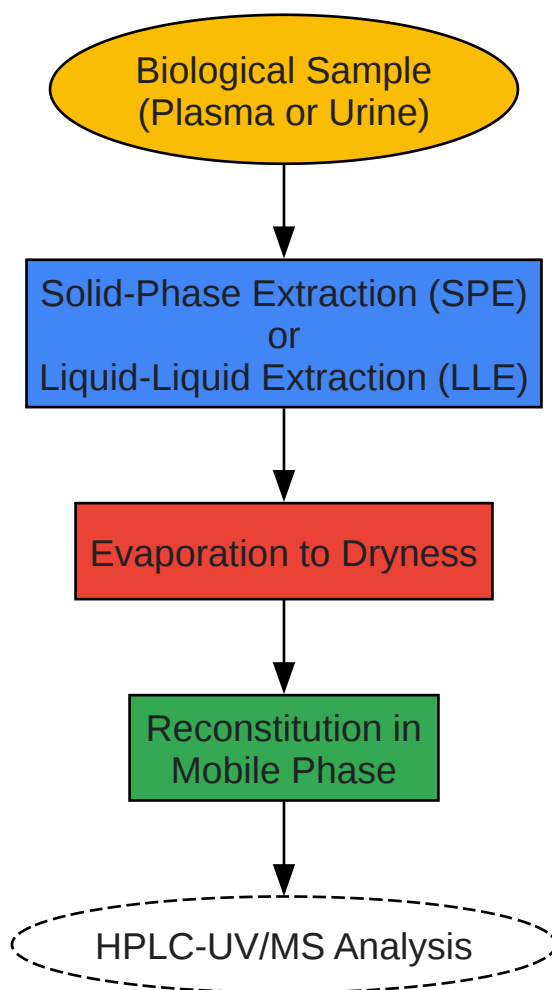 Biological Sample
(Plasma or Urine)
Solid-Phase Extraction (SPE)
or
Liquid-Liquid Extraction (LLE)
Evaporation to Dryness
Reconstitution in
Mobile Phase
HPLC-UV/MS Analysis